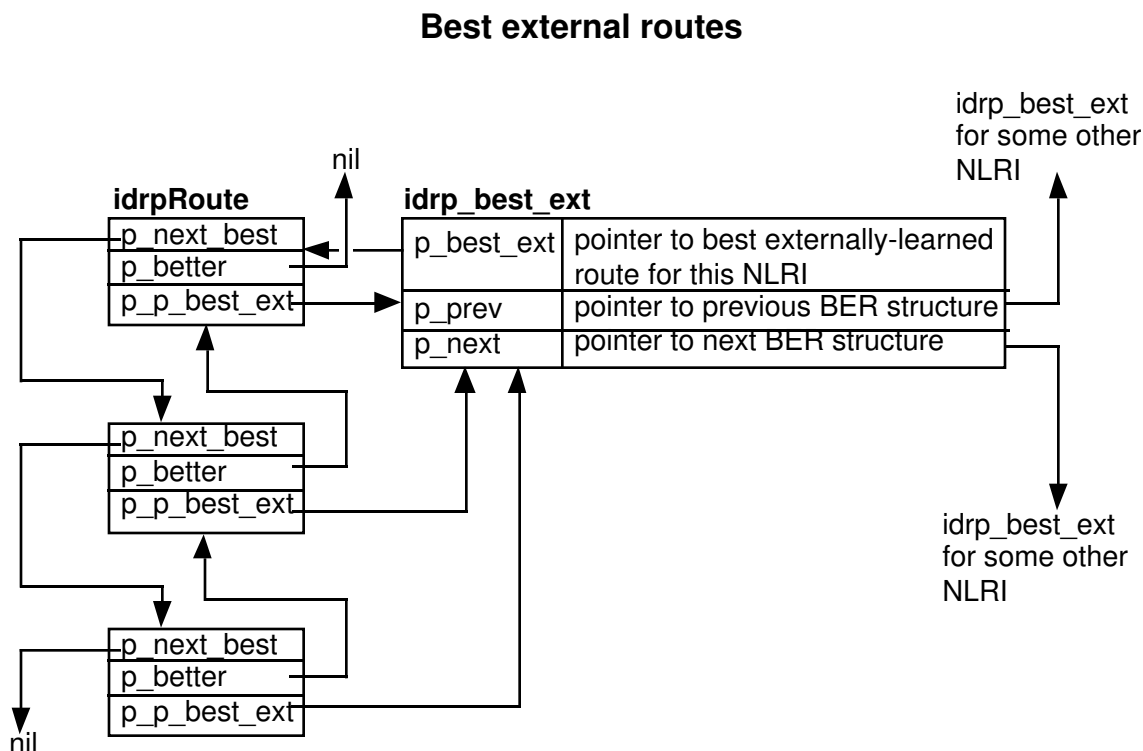 Best external routes
idrp_best_ext
for some other
NLRI
nil
idrpRoute
idrp_best_ext
p_next_best
p_better
p_p_best_ext
p_best_ext
pointer to best externally-learned
route for this NLRI
p_prev
pointer to previous BER structure
p_next
pointer to next BER structure
p_next_best
p_better
p_p_best_ext
idrp_best_ext
for some other
NLRI
p_next_best
p_better
p_p_best_ext
nil